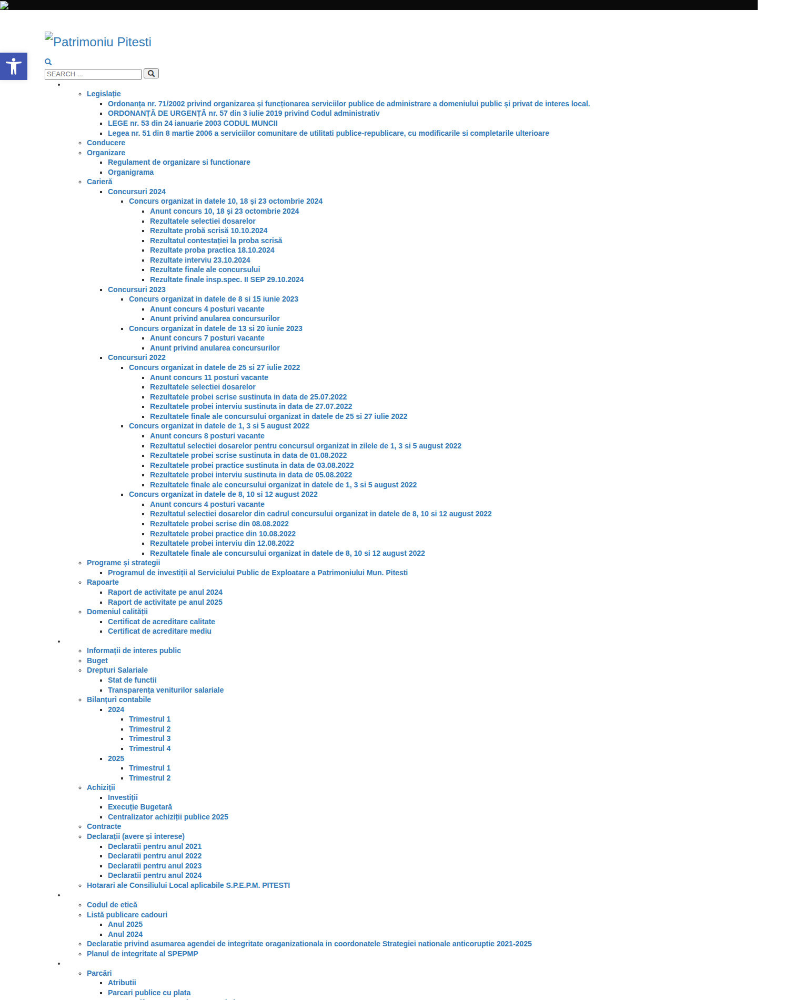 Patrimoniu Pitesti
SEARCH ...
Legislație
Ordonanța nr. 71/2002 privind organizarea și funcționarea serviciilor publice de administrare a domeniului public și privat de interes local.
ORDONANȚĂ DE URGENȚĂ nr. 57 din 3 iulie 2019 privind Codul administrativ
LEGE nr. 53 din 24 ianuarie 2003 CODUL MUNCII
Legea nr. 51 din 8 martie 2006 a serviciilor comunitare de utilitati publice-republicare, cu modificarile si completarile ulterioare
Conducere
Organizare
Regulament de organizare si functionare
Organigrama
Carieră
Concursuri 2024
Concurs organizat in datele 10, 18 și 23 octombrie 2024
Anunt concurs 10, 18 și 23 octombrie 2024
Rezultatele selectiei dosarelor
Rezultate probă scrisă 10.10.2024
Rezultatul contestației la proba scrisă
Rezultate proba practica 18.10.2024
Rezultate interviu 23.10.2024
Rezultate finale ale concursului
Rezultate finale insp.spec. II SEP 29.10.2024
Concursuri 2023
Concurs organizat in datele de 8 si 15 iunie 2023
Anunt concurs 4 posturi vacante
Anunt privind anularea concursurilor
Concurs organizat in datele de 13 si 20 iunie 2023
Anunt concurs 7 posturi vacante
Anunt privind anularea concursurilor
Concursuri 2022
Concurs organizat in datele de 25 si 27 iulie 2022
Anunt concurs 11 posturi vacante
Rezultatele selectiei dosarelor
Rezultatele probei scrise sustinuta in data de 25.07.2022
Rezultatele probei interviu sustinuta in data de 27.07.2022
Rezultatele finale ale concursului organizat in datele de 25 si 27 iulie 2022
Concurs organizat in datele de 1, 3 si 5 august 2022
Anunt concurs 8 posturi vacante
Rezultatul selectiei dosarelor pentru concursul organizat in zilele de 1, 3 si 5 august 2022
Rezultatele probei scrise sustinuta in data de 01.08.2022
Rezultatele probei practice sustinuta in data de 03.08.2022
Rezultatele probei interviu sustinuta in data de 05.08.2022
Rezultatele finale ale concursului organizat in datele de 1, 3 si 5 august 2022
Concurs organizat in datele de 8, 10 si 12 august 2022
Anunt concurs 4 posturi vacante
Rezultatul selectiei dosarelor din cadrul concursului organizat in datele de 8, 10 si 12 august 2022
Rezultatele probei scrise din 08.08.2022
Rezultatele probei practice din 10.08.2022
Rezultatele probei interviu din 12.08.2022
Rezultatele finale ale concursului organizat in datele de 8, 10 si 12 august 2022
Programe și strategii
Programul de investiții al Serviciului Public de Exploatare a Patrimoniului Mun. Pitesti
Rapoarte
Raport de activitate pe anul 2024
Raport de activitate pe anul 2025
Domeniul calității
Certificat de acreditare calitate
Certificat de acreditare mediu
Informații de interes public
Buget
Drepturi Salariale
Stat de functii
Transparența veniturilor salariale
Bilanțuri contabile
2024
Trimestrul 1
Trimestrul 2
Trimestrul 3
Trimestrul 4
2025
Trimestrul 1
Trimestrul 2
Achiziții
Investiții
Execuție Bugetară
Centralizator achiziții publice 2025
Contracte
Declarații (avere și interese)
Declaratii pentru anul 2021
Declaratii pentru anul 2022
Declaratii pentru anul 2023
Declaratii pentru anul 2024
Hotarari ale Consiliului Local aplicabile S.P.E.P.M. PITESTI
Codul de etică
Listă publicare cadouri
Anul 2025
Anul 2024
Declaratie privind asumarea agendei de integritate oraganizationala in coordonatele Strategiei nationale anticoruptie 2021-2025
Planul de integritate al SPEPMP
Parcări
Atributii
Parcari publice cu plata